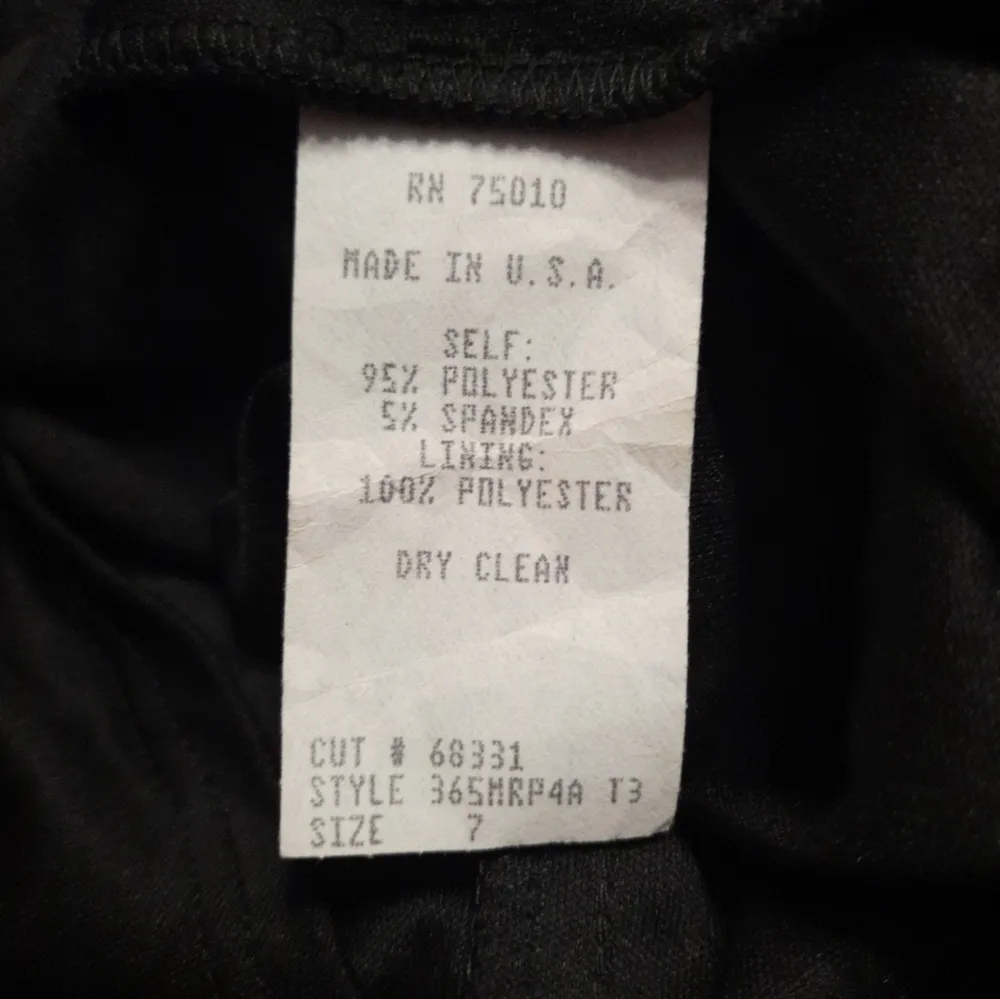 RN 75010
MADE IN U.S.A.
SELF:
95% POLYESTER
5% SPANDEX
LINING:
100% POLYESTER
DRY CLEAN
CUT # 68331
STYLE 365MRP4A T3
SIZE 7